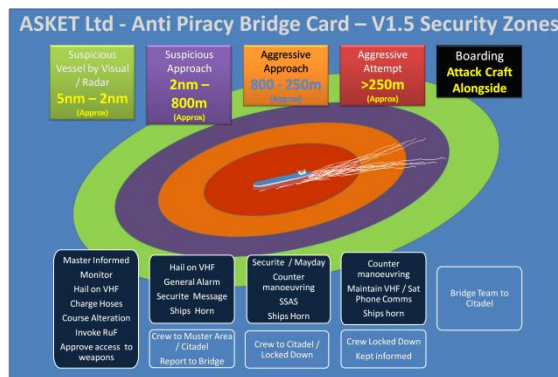 ASKET Ltd - Anti Piracy Bridge Card – V1.5 Security Zones
Suspicious
Vessel by Visual
/ Radar
5nm – 2nm
(Approx)
Suspicious
Approach
2nm –
800m
(Approx)
Aggressive
Approach
800 - 250m
(Approx)
Aggressive
Attempt
>250m
(Approx)
Boarding
Attack Craft
Alongside
Master Informed
Monitor
Hail on VHF
Charge Hoses
Course Alteration
Invoke RuF
Approve access to
weapons
Hail on VHF
General Alarm
Securite Message
Ships Horn
Crew to Muster Area
/ Citadel
Report to Bridge
Securite / Mayday
Counter
manoeuvring
SSAS
Ships Horn
Crew to Citadel /
Locked Down
Counter
manoeuvring
Maintain VHF / Sat
Phone Comms
Ships horn
Crew Locked Down
Kept informed
Bridge Team to
Citadel